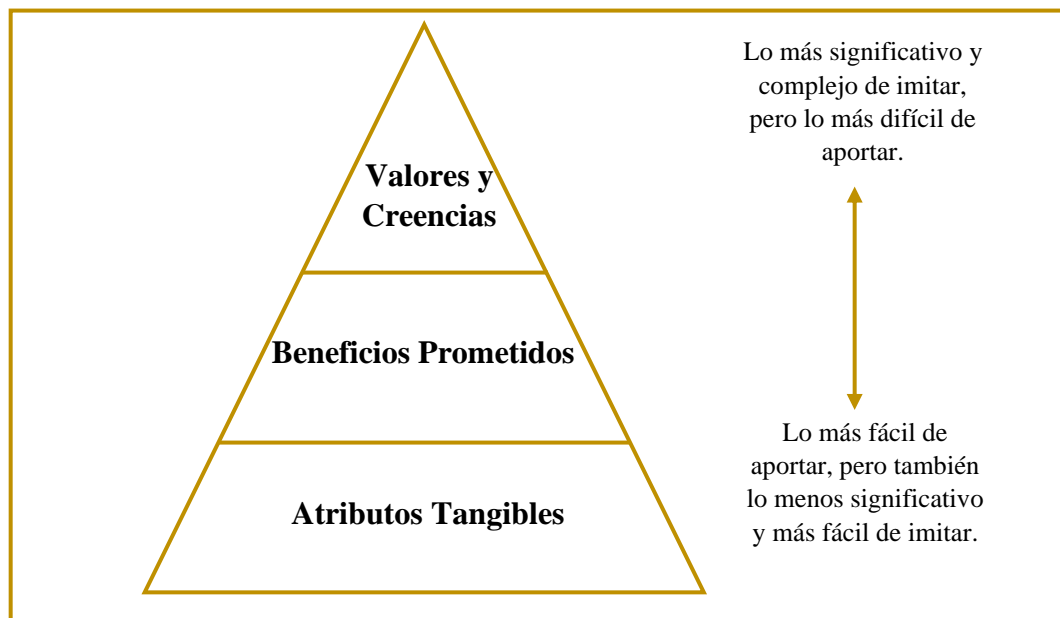 Lo más significativo y
complejo de imitar,
pero lo más difícil de
aportar.
Valores y
Creencias
Beneficios Prometidos
Lo más fácil de
aportar, pero también
lo menos significativo
y más fácil de imitar.
Atributos Tangibles